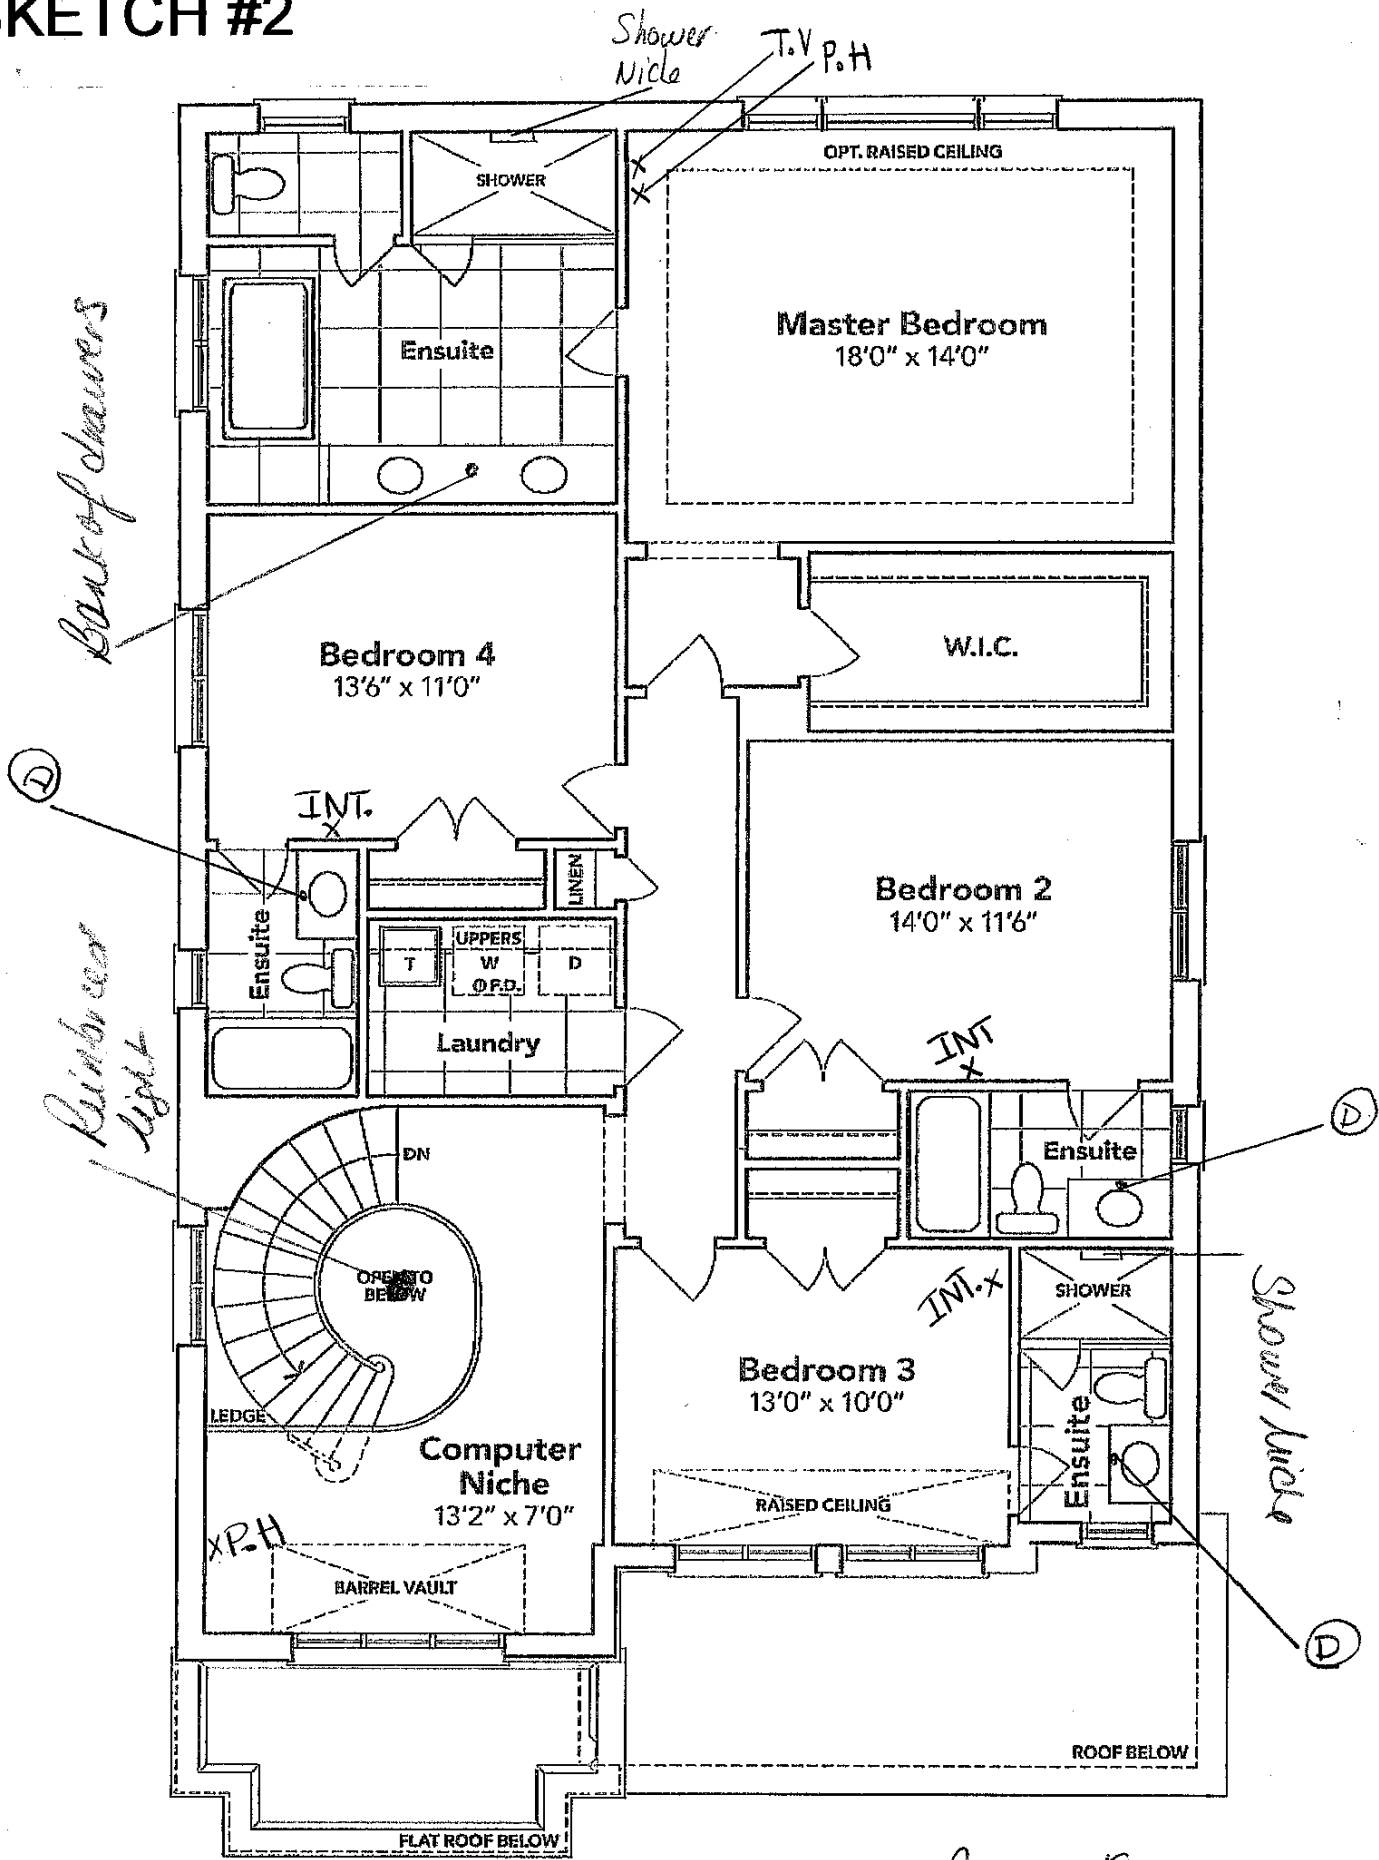 SKETCH #2
Shower
Nicle
T.V
P.H
OPT. RAISED CEILING
SHOWER
Master Bedroom
18'0" x 14'0"
Ensuite
Bank of drawers
Bedroom 4
13'6" x 11'0"
W.I.C.
D
INT.
LINEN
Bedroom 2
14'0" x 11'6"
Ensuite
UPPERS
T
W
D
F.D.
Laundry
INT
Reinforced
light
D
DN
Ensuite
OPEN TO
BELOW
INT.
SHOWER
Shower Niche
Bedroom 3
13'0" x 10'0"
LEDGE
Ensuite
Computer
Niche
13'2" x 7'0"
RAISED CEILING
P.H
BARREL VAULT
D
ROOF BELOW
FLAT ROOF BELOW